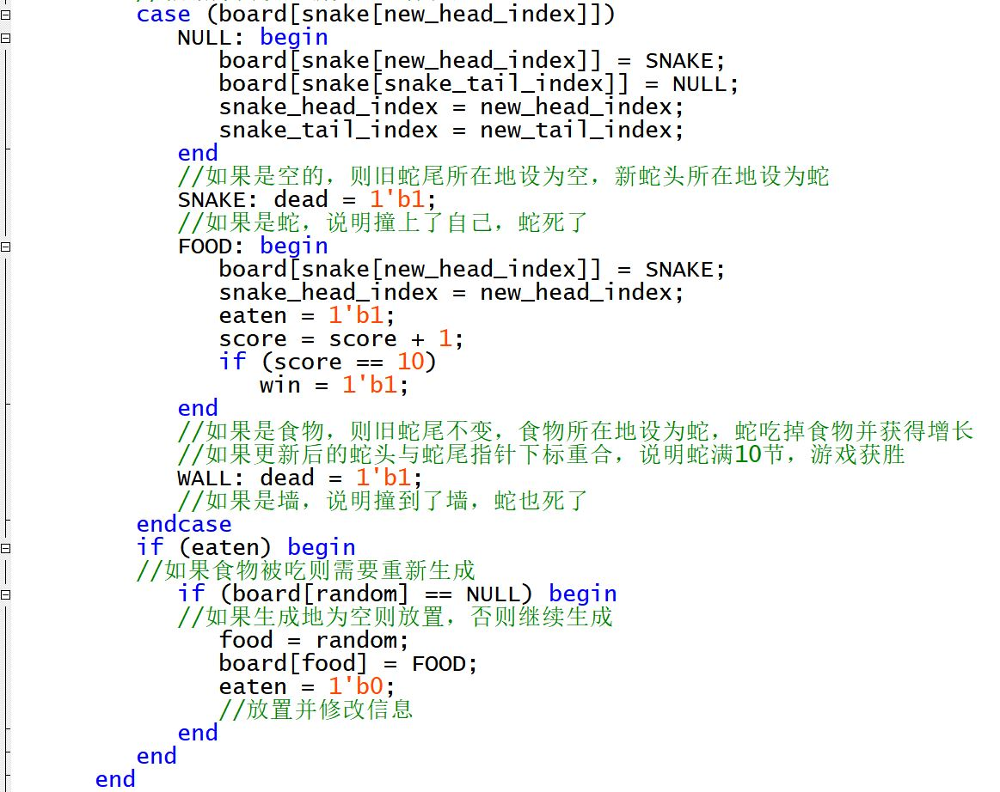 case (board[snake[new_head_index]])
NULL: begin
board[snake[new_head_index]] = SNAKE;
board[snake[snake_tail_index]] = NULL;
snake_head_index = new_head_index;
snake_tail_index = new_tail_index;
end
//如果是空的，则旧蛇尾所在地设为空，新蛇头所在地设为蛇
SNAKE: dead = 1'b1;
//如果是蛇，说明撞上了自己，蛇死了
FOOD: begin
board[snake[new_head_index]] = SNAKE;
snake_head_index = new_head_index;
eaten = 1'b1;
score = score + 1;
if (score == 10)
win = 1'b1;
end
//如果是食物，则旧蛇尾不变，食物所在地设为蛇，蛇吃掉食物并获得增长
//如果更新后的蛇头与蛇尾指针下标重合，说明蛇满10节，游戏获胜
WALL: dead = 1'b1;
//如果是墙，说明撞到了墙，蛇也死了
endcase
if (eaten) begin
//如果食物被吃则需要重新生成
if (board[random] == NULL) begin
//如果生成地为空则放置，否则继续生成
food = random;
board[food] = FOOD;
eaten = 1'b0;
//放置并修改信息
end
end
end